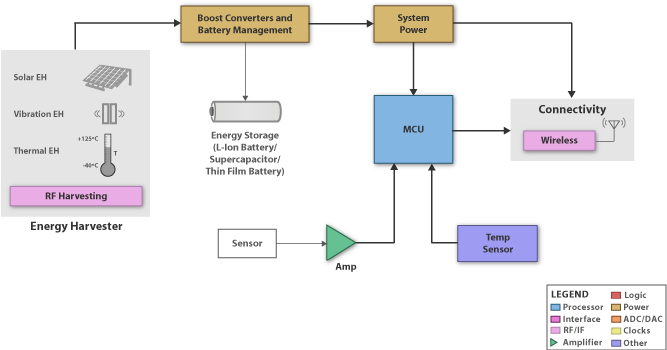 Boost Converters and
Battery Management
System
Power
Solar EH
Vibration EH
Thermal EH
+125°C
T
-40°C
RF Harvesting
Energy Harvester
Energy Storage
(L-Ion Battery/
Supercapacitor/
Thin Film Battery)
MCU
Connectivity
Wireless
Sensor
Amp
Temp
Sensor
LEGEND
Processor
Interface
RF/IF
Amplifier
Logic
Power
ADC/DAC
Clocks
Other